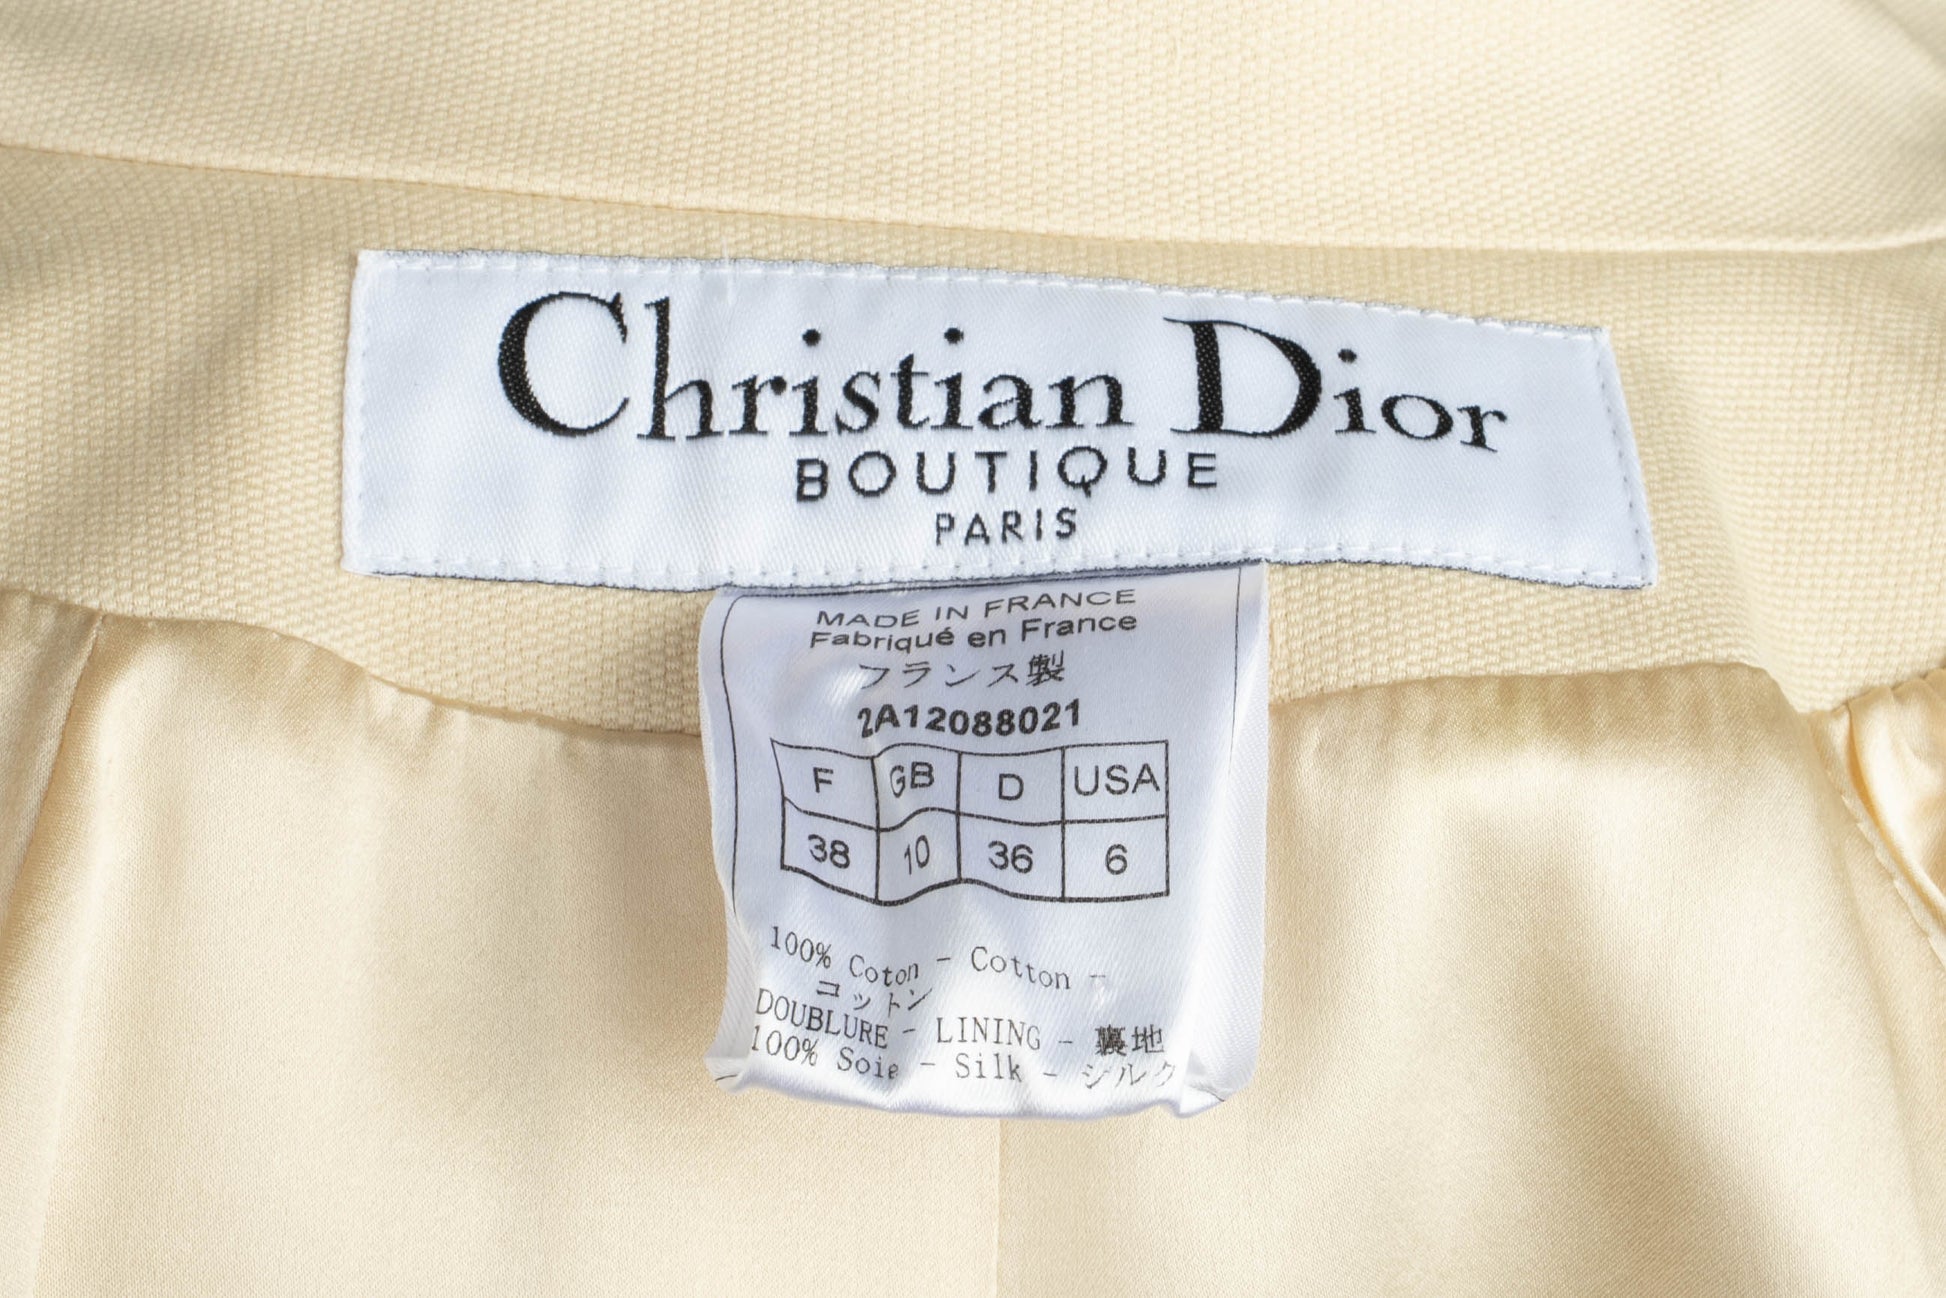 Christian Dior
BOUTIQUE
PARIS
MADE IN FRANCE
Fabriqué en France
フランス製
2A12088021
F GB D USA
38 10 36 6
100% Coton - Cotton -
コットン
DOUBLURE - LINING - 裏地
100% Soie - Silk - シルク